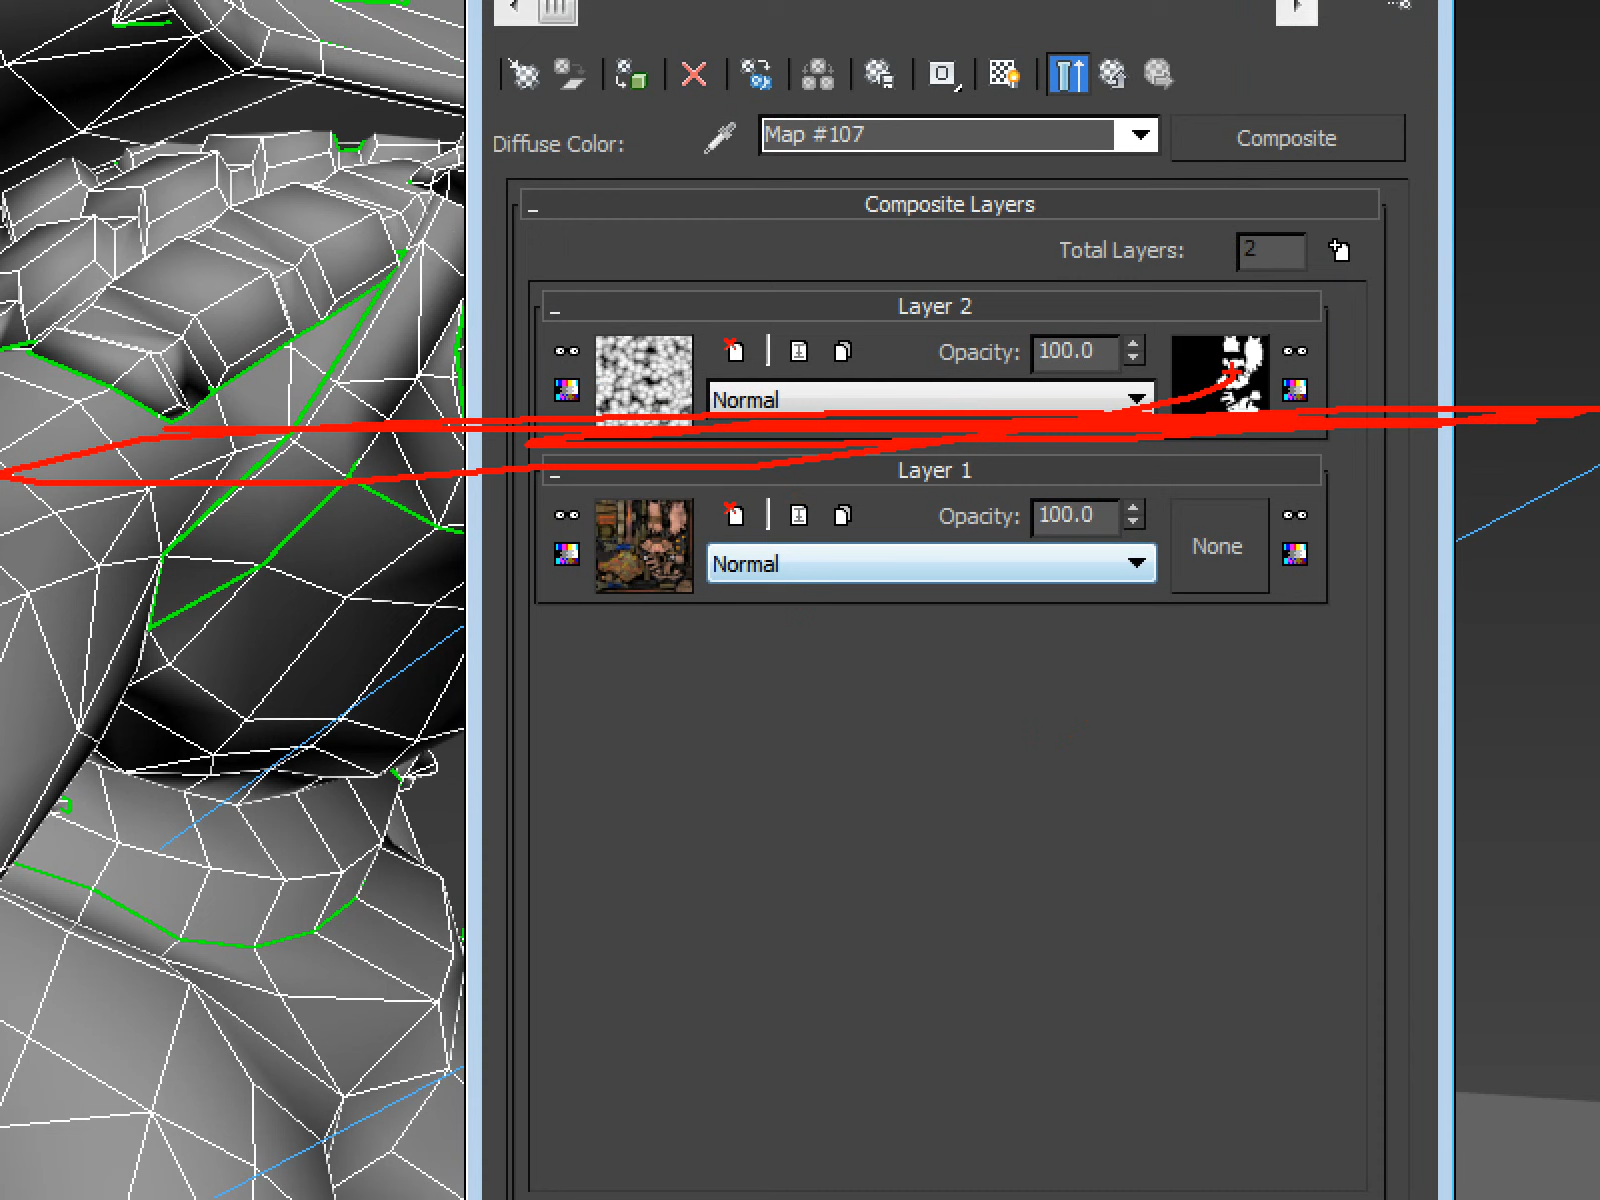 Diffuse Color: Map #107 Composite
Composite Layers
Total Layers: 2
Layer 2
Opacity: 100.0
Normal
Layer 1
Opacity: 100.0
Normal
None